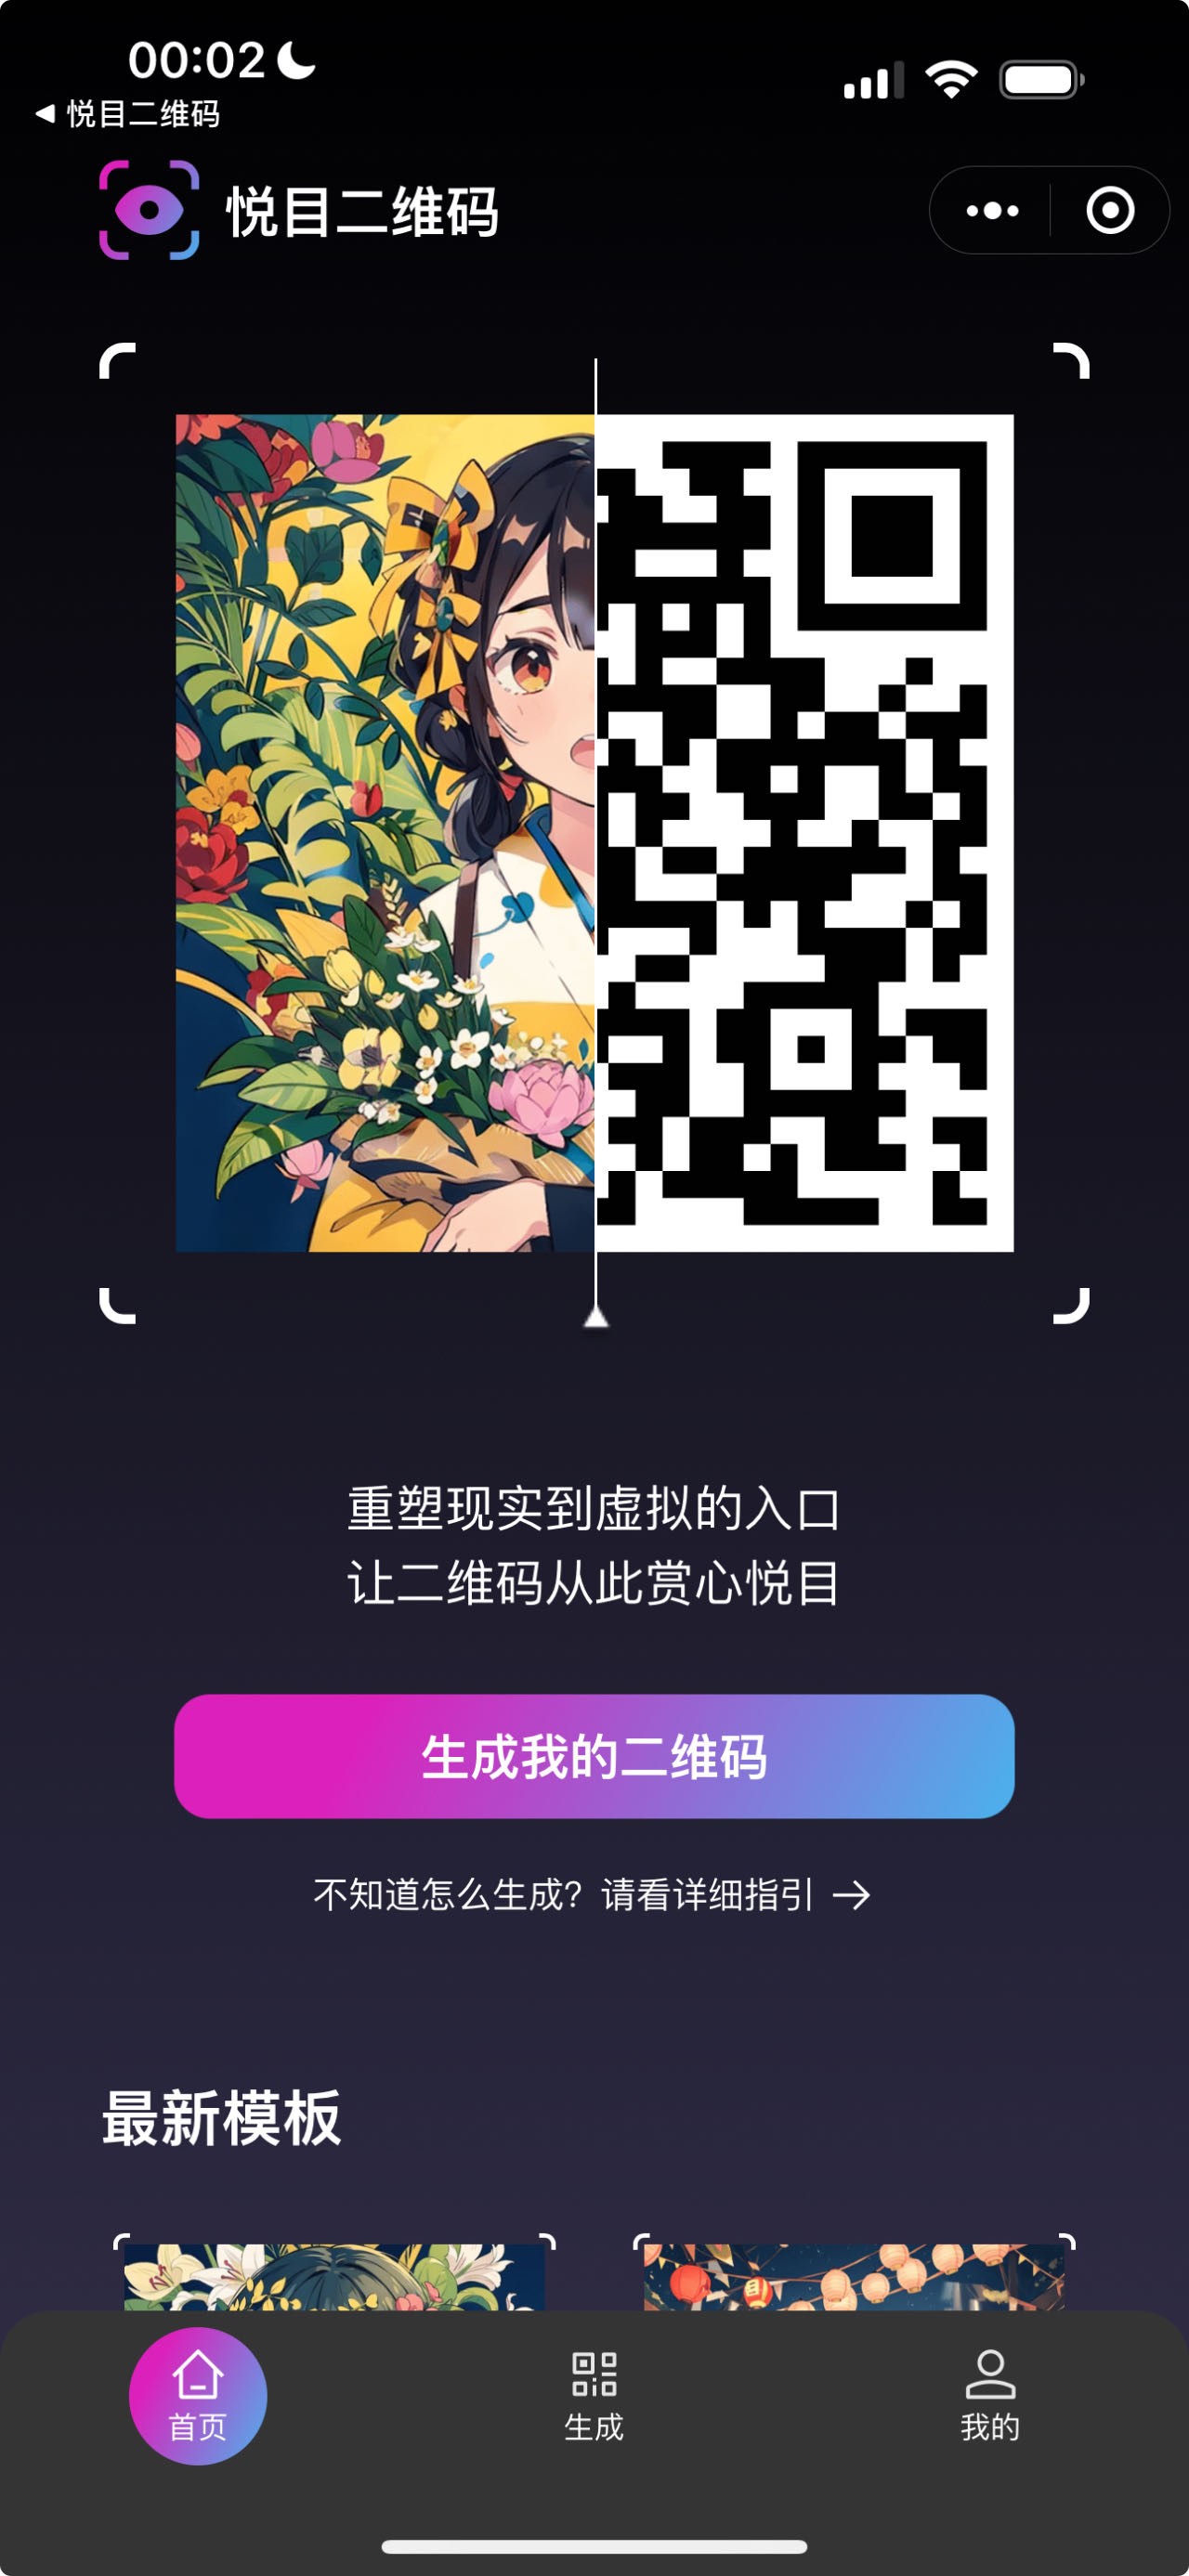 00:02
悦目二维码
悦目二维码
重塑现实到虚拟的入口
让二维码从此赏心悦目
生成我的二维码
不知道怎么生成？请看详细指引 →
最新模板
首页
生成
我的